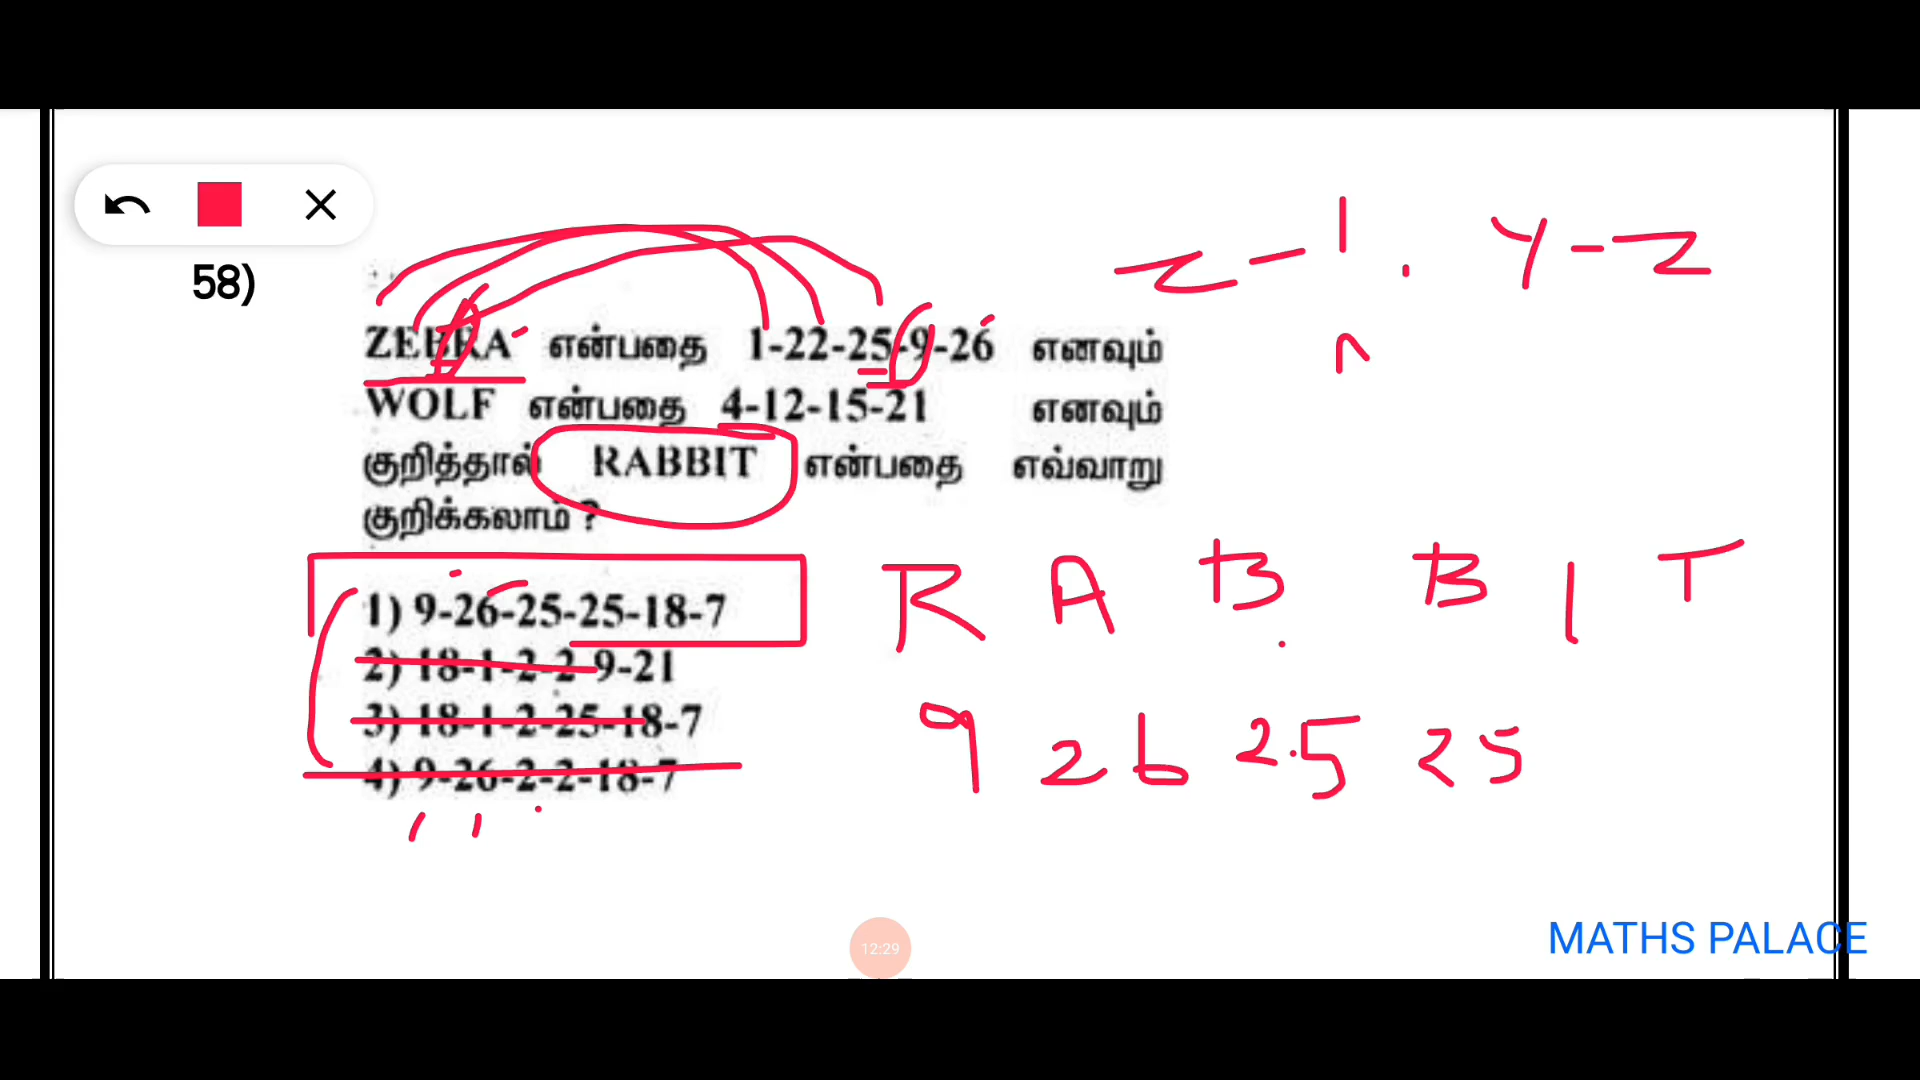 58)
Z - 1. Y - 2
ZEBRA என்பதை 1-22-25-9-26 எனவும்
WOLF என்பதை 4-12-15-21 எனவும்
குறித்தால் RABBIT என்பதை எவ்வாறு
குறிக்கலாம் ?
R A B B I T
1) 9-26-25-25-18-7
2) 18-1-2-2-9-21
3) 18-1-2-25-18-7
4) 9-26-2-2-18-7
9 26 25 25
MATHS PALACE
12:29